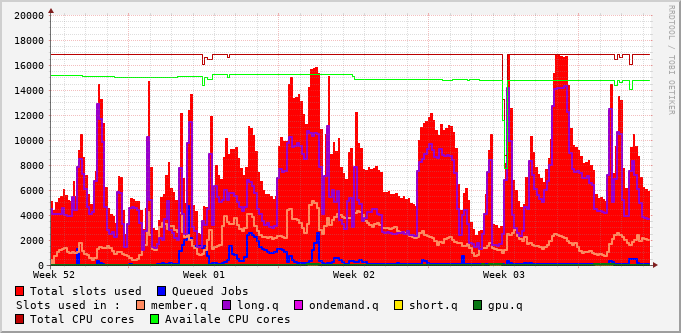 20000
18000
16000
14000
12000
10000
8000
6000
4000
2000
0
Week 52 Week 01 Week 02 Week 03
RRDTOOL / TOBI OETIKER
Total slots used Queued Jobs
Slots used in : member.q long.q ondemand.q short.q gpu.q
Total CPU cores Availale CPU cores